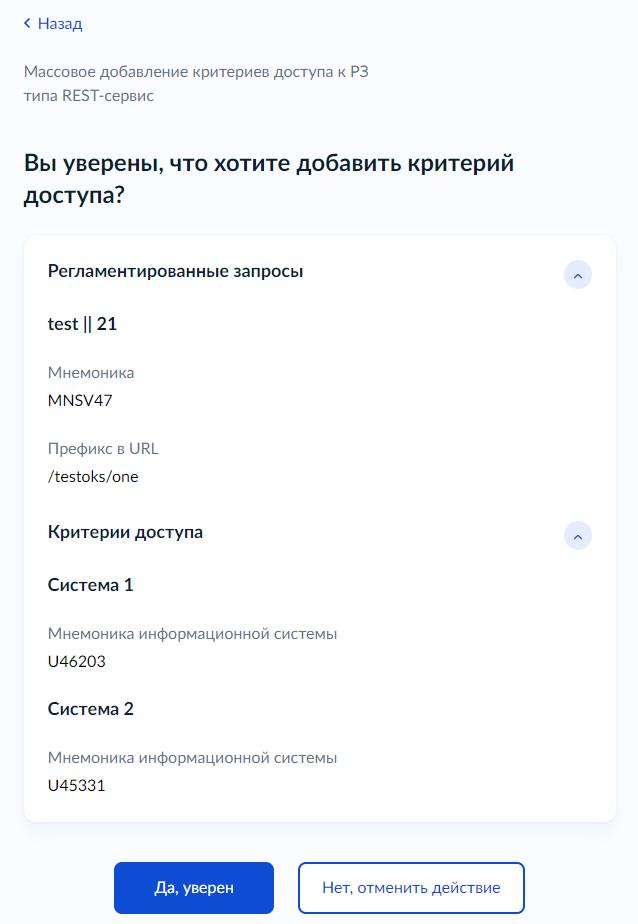 Назад
Массовое добавление критериев доступа к РЗ
типа REST-сервис
Вы уверены, что хотите добавить критерий
доступа?
Регламентированные запросы
test || 21
Мнемоника
MNSV47
Префикс в URL
/testoks/one
Критерии доступа
Система 1
Мнемоника информационной системы
U46203
Система 2
Мнемоника информационной системы
U45331
Да, уверен
Нет, отменить действие